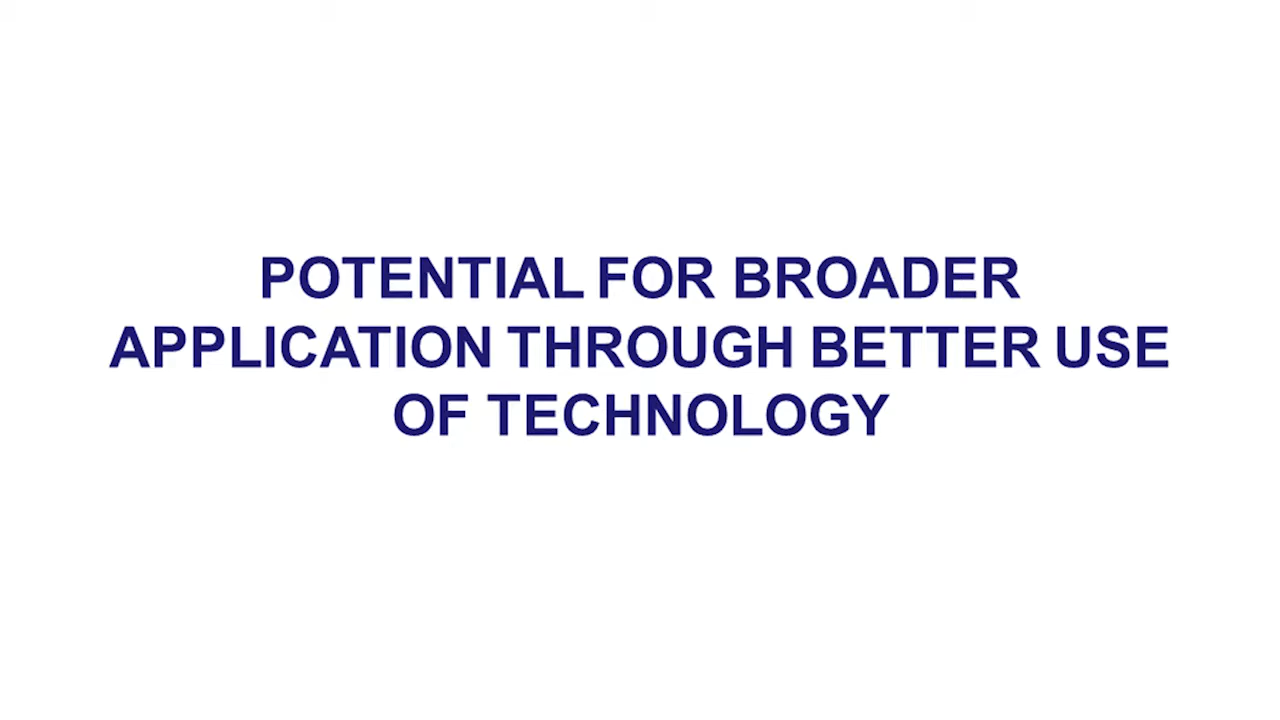 POTENTIAL FOR BROADER
APPLICATION THROUGH BETTER USE
OF TECHNOLOGY